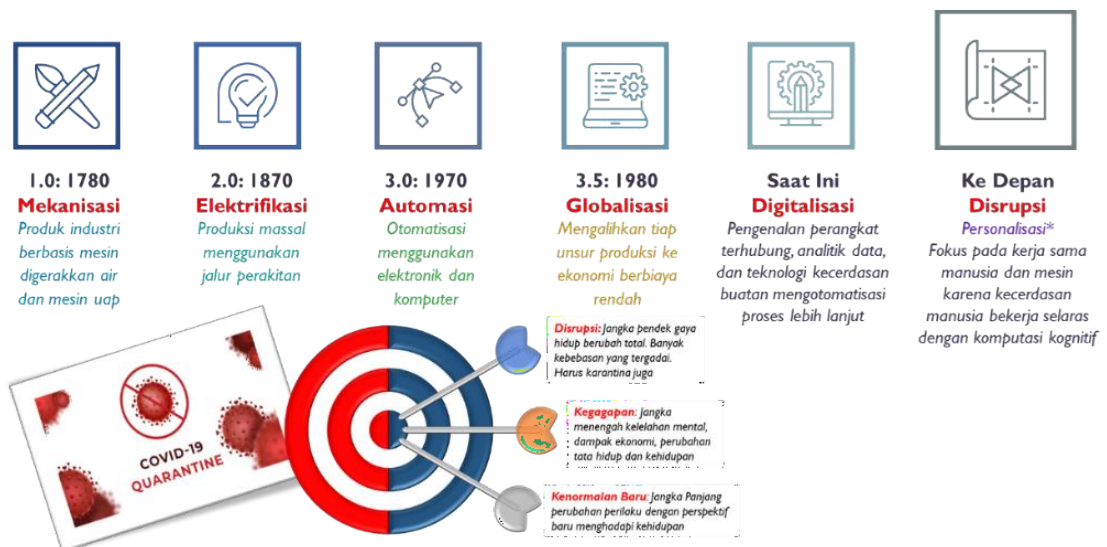 1.0: 1780
Mekanisasi
Produk industri
berbasis mesin
digerakkan air
dan mesin uap
2.0: 1870
Elektrifikasi
Produksi massal
menggunakan
jalur perakitan
3.0: 1970
Automasi
Otomatisasi
menggunakan
elektronik dan
komputer
3.5: 1980
Globalisasi
Mengalihkan tiap
unsur produksi ke
ekonomi berbiaya
rendah
Saat Ini
Digitalisasi
Pengenalan perangkat
terhubung, analitik data,
dan teknologi kecerdasan
buatan mengotomatisasi
proses lebih lanjut
Ke Depan
Disrupsi
Personalisasi*
Fokus pada kerja sama
manusia dan mesin
karena kecerdasan
manusia bekerja selaras
dengan komputasi kognitif
COVID-19
QUARANTINE
Disrupsi: Jangka pendek gaya
hidup berubah total. Banyak
kebebasan yang tergadai.
Harus karantina juga
Kegagapan: Jangka
menengah kelelahan mental,
dampak ekonomi, perubahan
tata hidup dan kehidupan
Kenormalan Baru: Jangka Panjang
perubahan perilaku dengan perspektif
baru menghadapi kehidupan